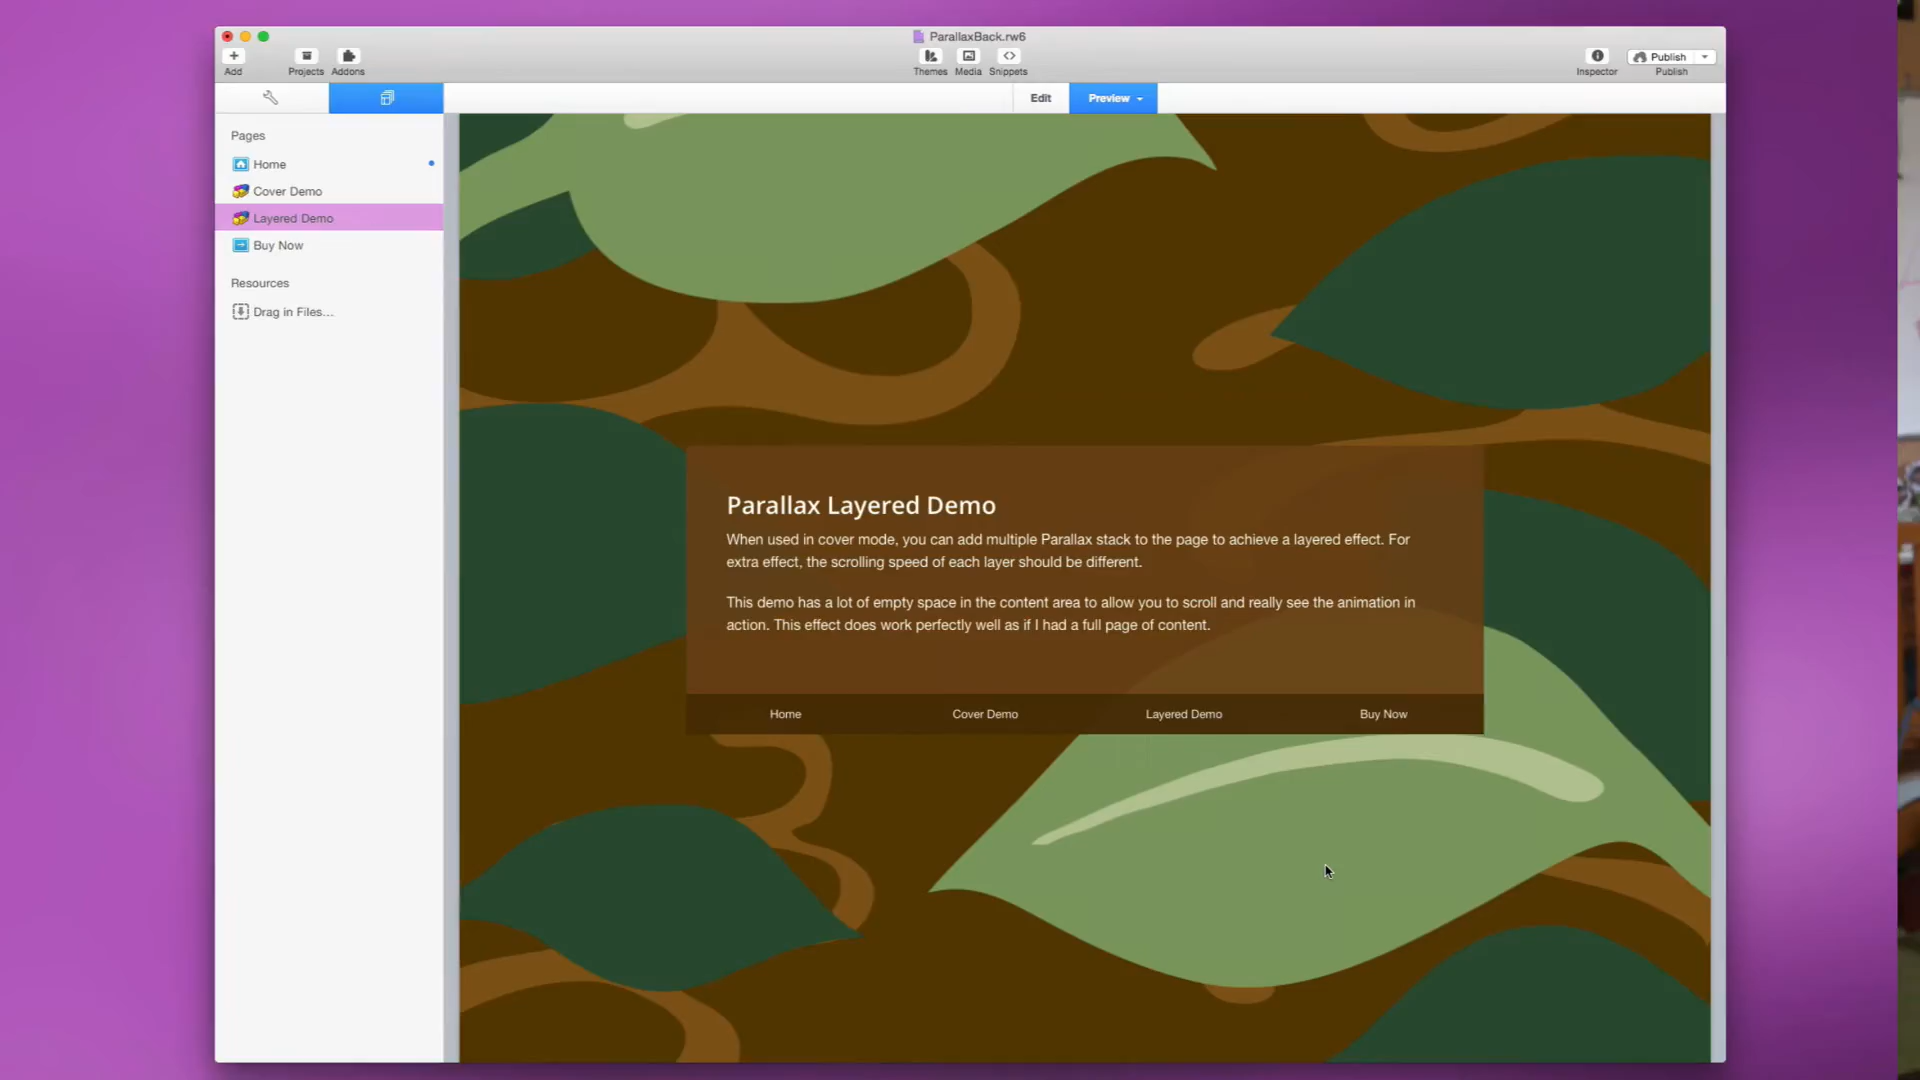 ParallaxBack.rw6
Add
Projects
Addons
Themes
Media
Snippets
Inspector
Publish
Publish
Edit
Preview
Pages
Home
Cover Demo
Layered Demo
Buy Now
Resources
Drag in Files...
Parallax Layered Demo
When used in cover mode, you can add multiple Parallax stack to the page to achieve a layered effect. For
extra effect, the scrolling speed of each layer should be different.
This demo has a lot of empty space in the content area to allow you to scroll and really see the animation in
action. This effect does work perfectly well as if I had a full page of content.
Home
Cover Demo
Layered Demo
Buy Now